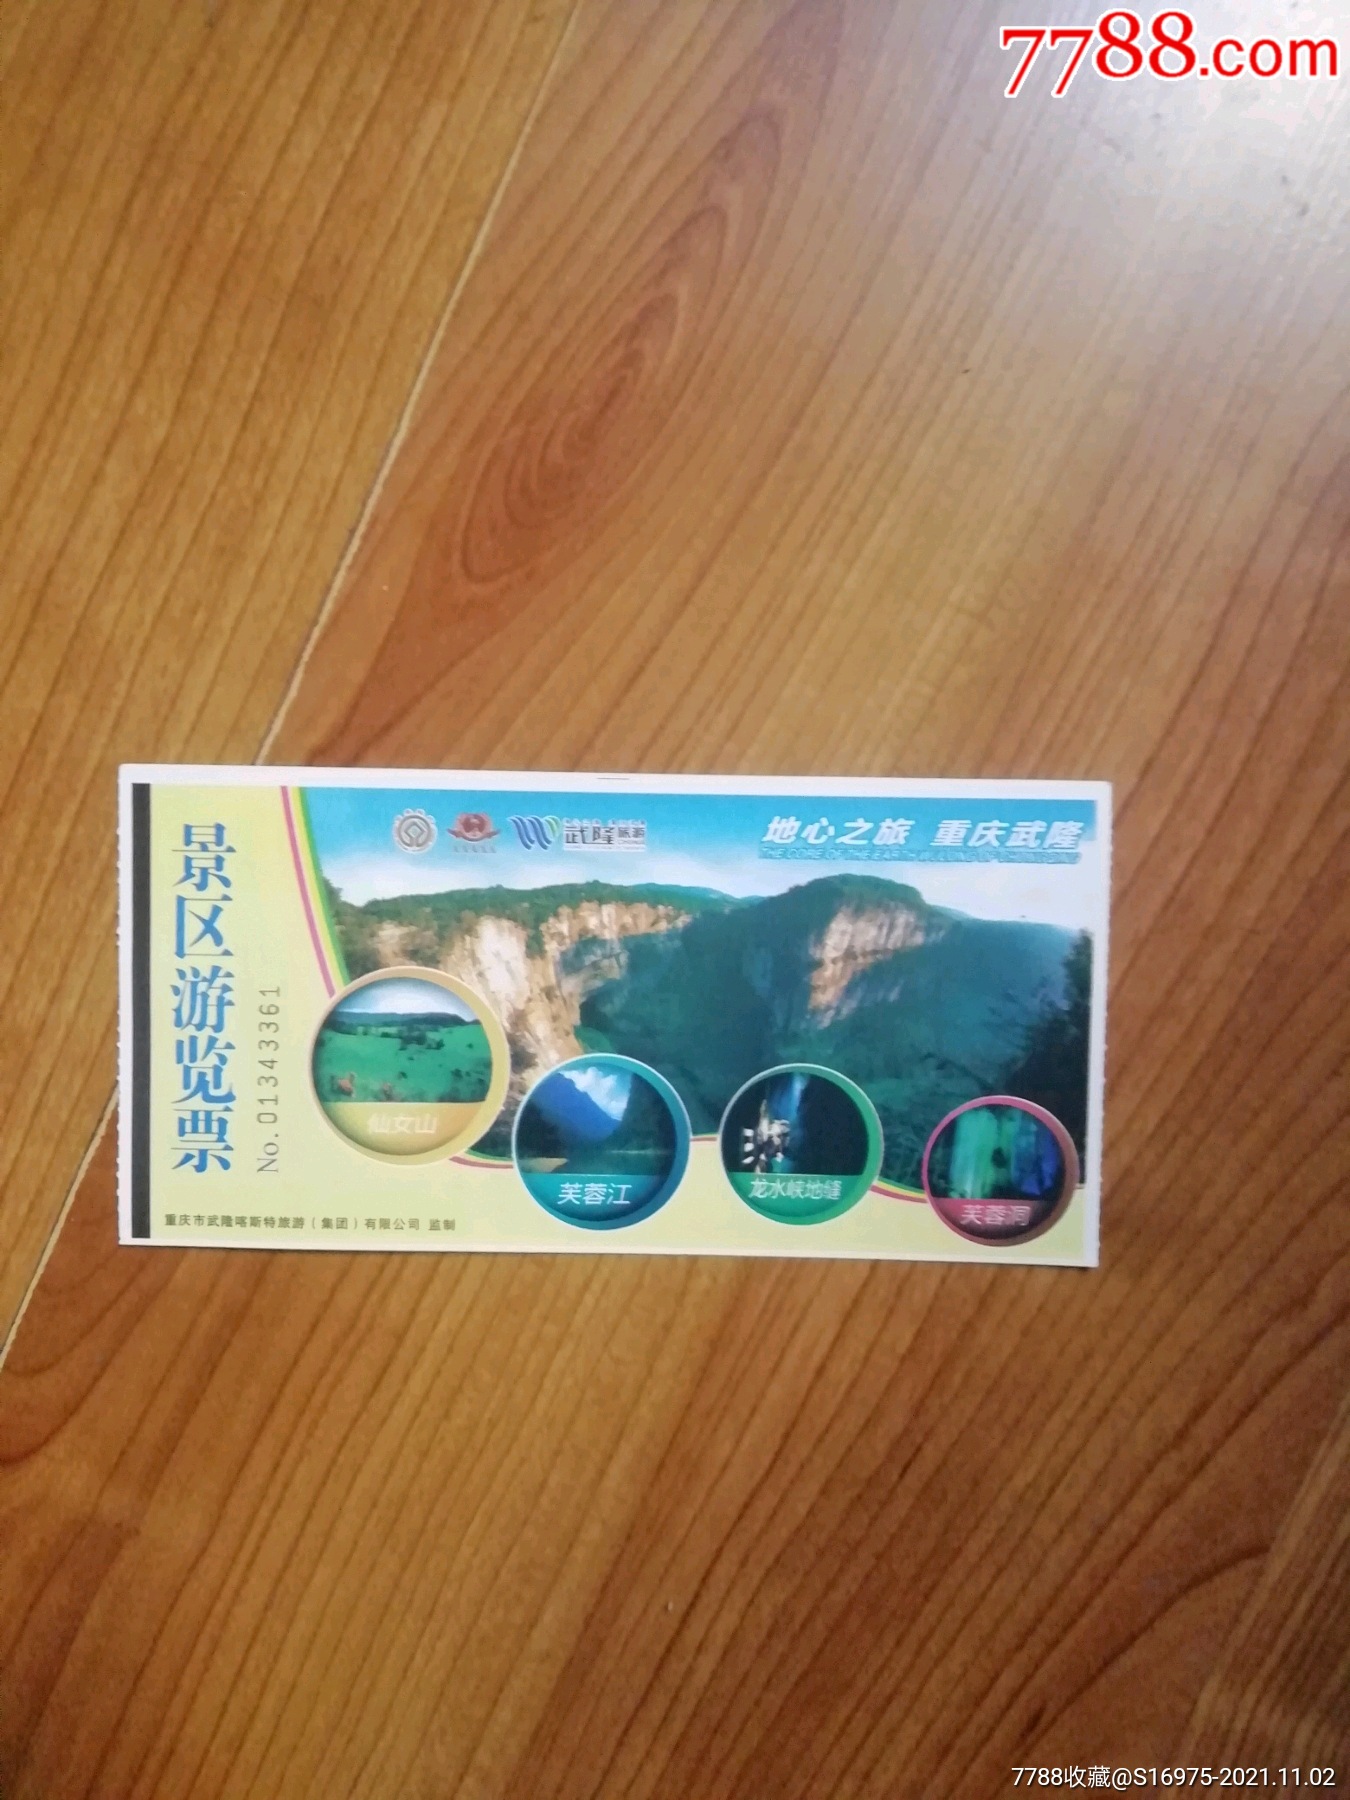 7788.com
武隆旅游
地心之旅 重庆武隆
景区游览票
No.01343361
仙女山
芙蓉江
龙水峡地缝
芙蓉洞
重庆市武隆喀斯特旅游（集团）有限公司 监制
7788收藏@S16975-2021.11.02